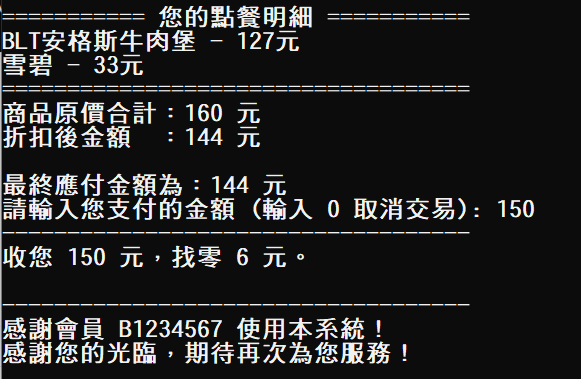 =========== 您的點餐明細 ===========
BLT安格斯牛肉堡 - 127元
雪碧 - 33元
====================================
商品原價合計：160 元
折扣後金額　：144 元
最終應付金額為：144 元
請輸入您支付的金額 (輸入 0 取消交易): 150
------------------------------------
收您 150 元，找零 6 元。
------------------------------------
感謝會員 B1234567 使用本系統！
感謝您的光臨，期待再次為您服務！